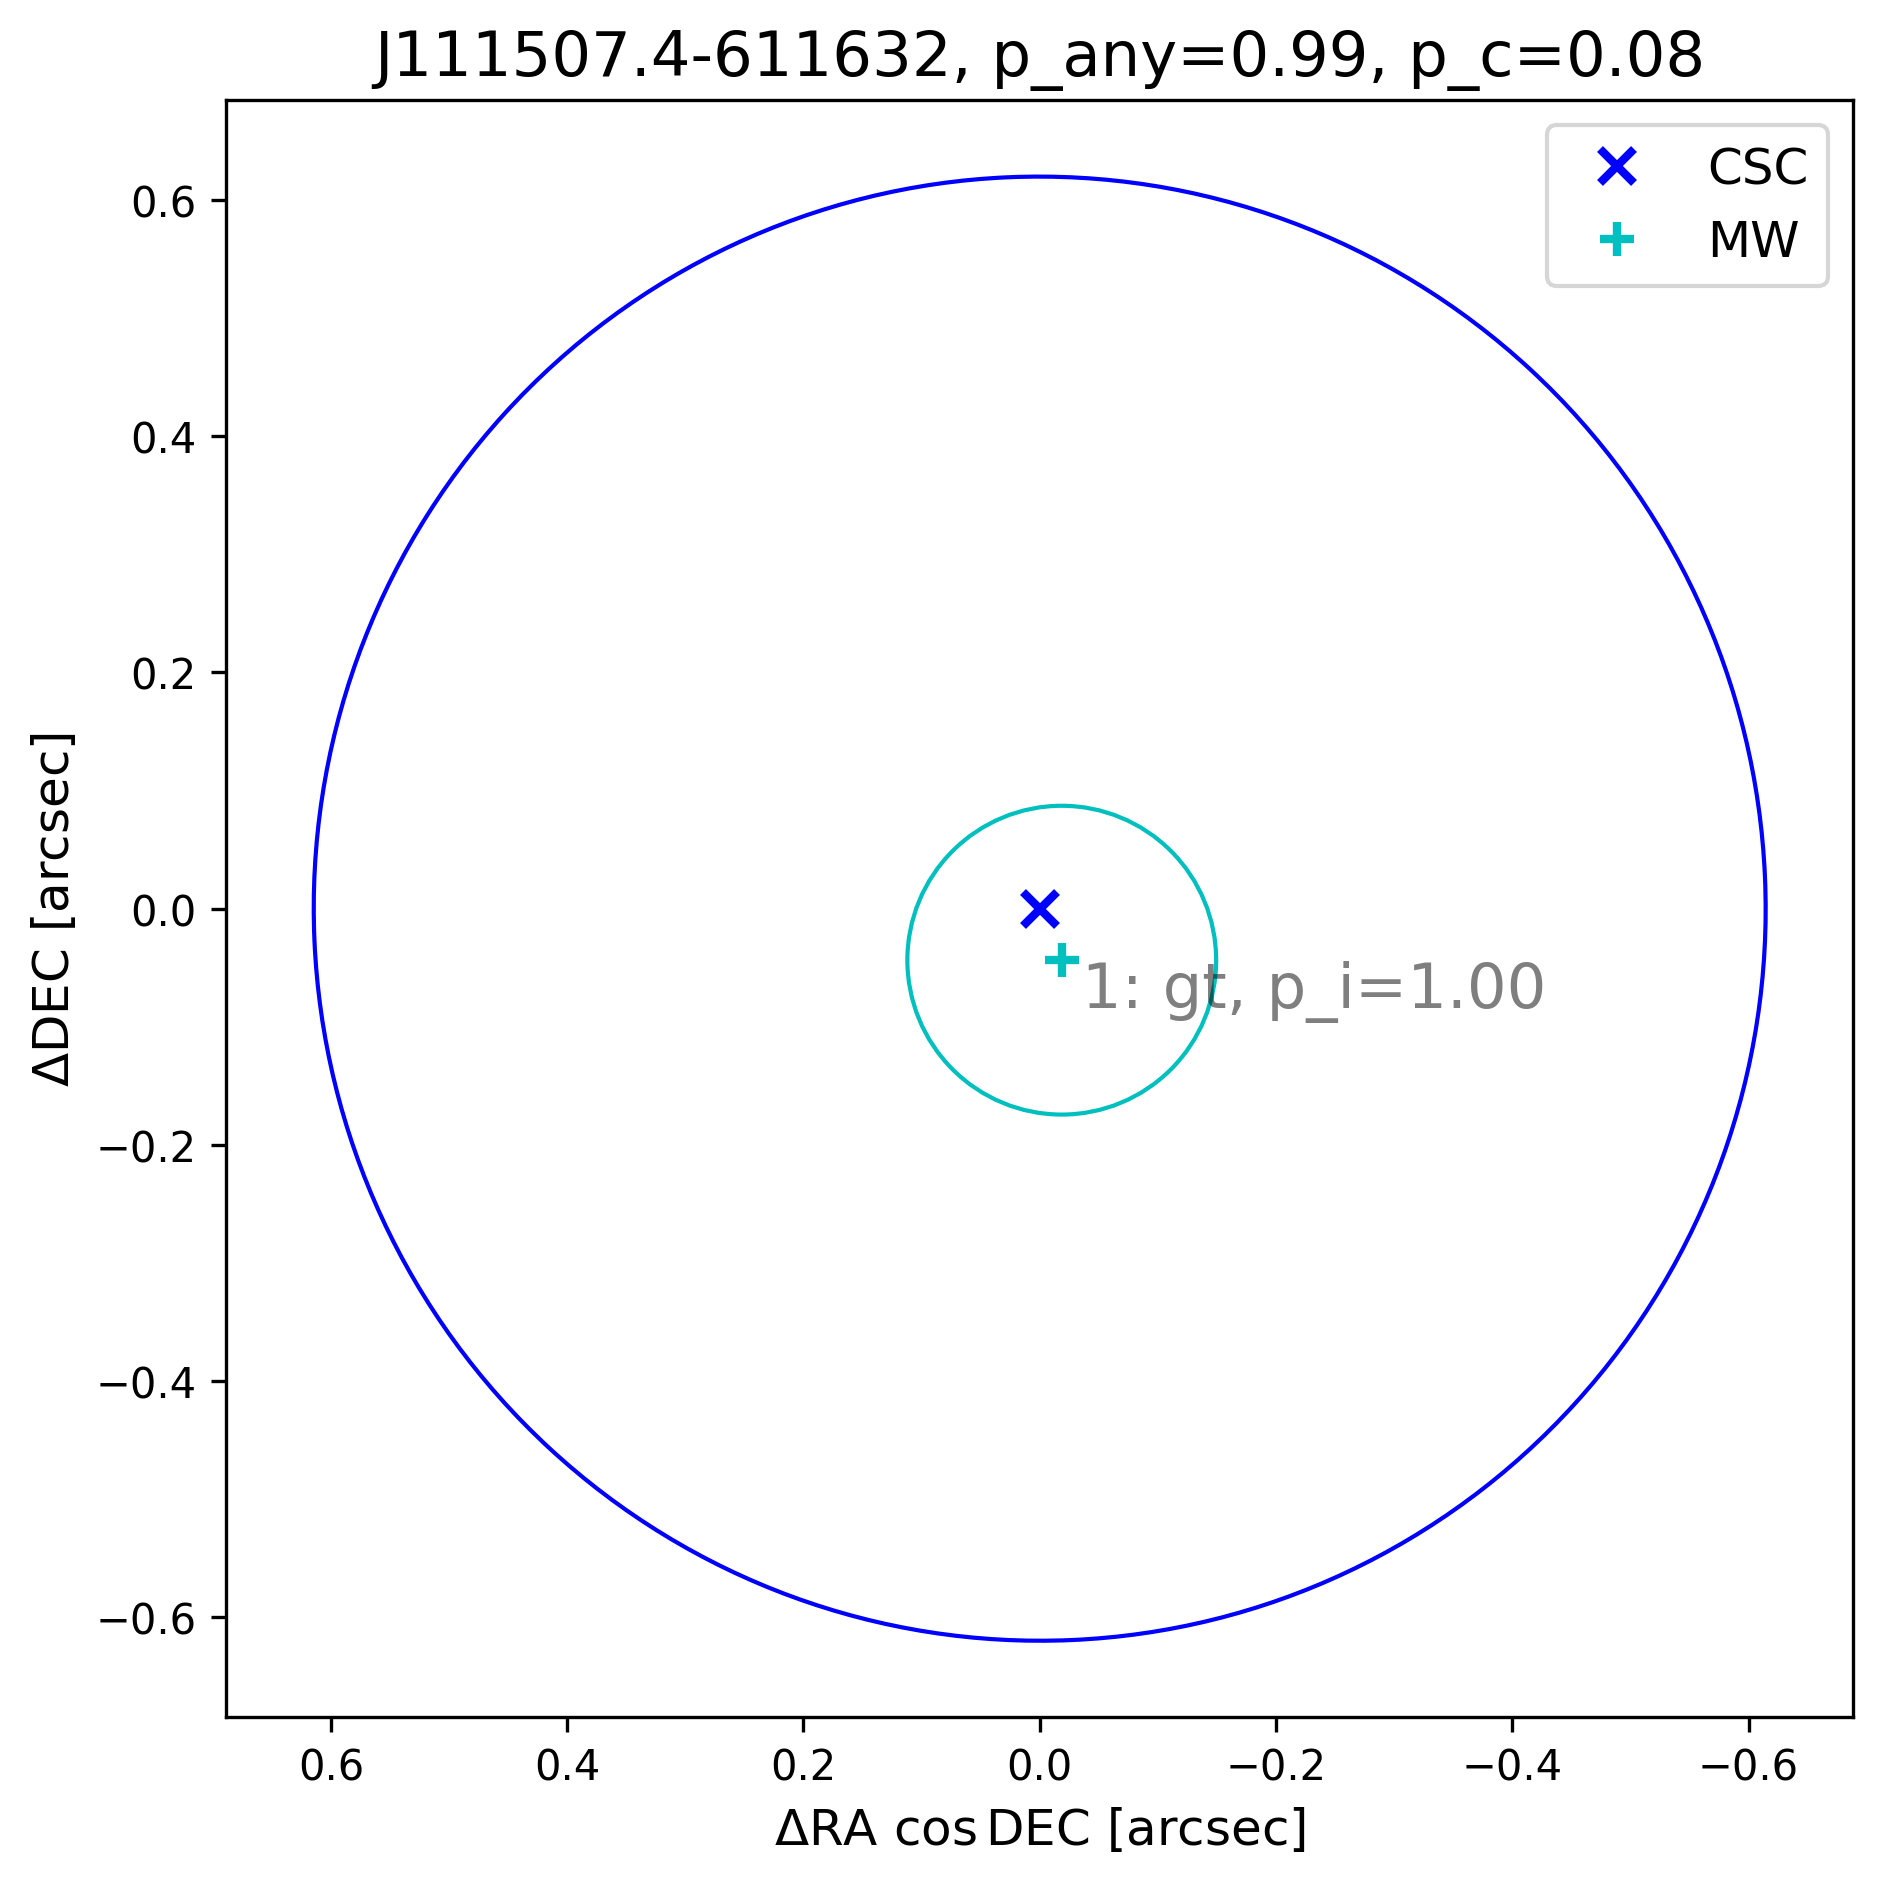 J111507.4-611632, p_any=0.99, p_c=0.08
CSC
MW
0.6
0.4
0.2
0.0
−0.2
−0.4
−0.6
ΔDEC [arcsec]
1: gt, p_i=1.00
0.6
0.4
0.2
0.0
−0.2
−0.4
−0.6
ΔRA cos DEC [arcsec]